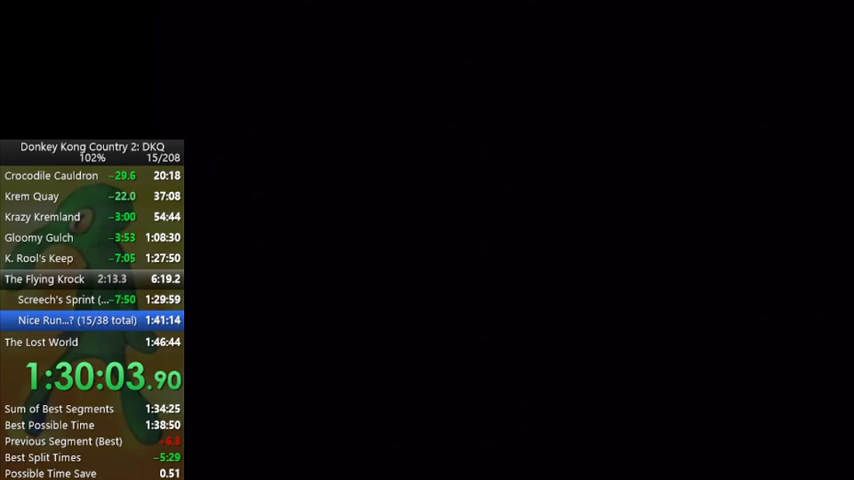 Donkey Kong Country 2: DKQ
102% 15/208
Crocodile Cauldron -29.6 20:18
Krem Quay -22.0 37:08
Krazy Kremland -3:00 54:44
Gloomy Gulch -3:53 1:08:30
K. Rool's Keep -7:05 1:27:50
The Flying Krock 2:13.3 6:19.2
Screech's Sprint (... -7:50 1:29:59
Nice Run...? (15/38 total) 1:41:14
The Lost World 1:46:44
1:30:03.90
Sum of Best Segments 1:34:25
Best Possible Time 1:38:50
Previous Segment (Best) +6.3
Best Split Times -5:29
Possible Time Save 0.51